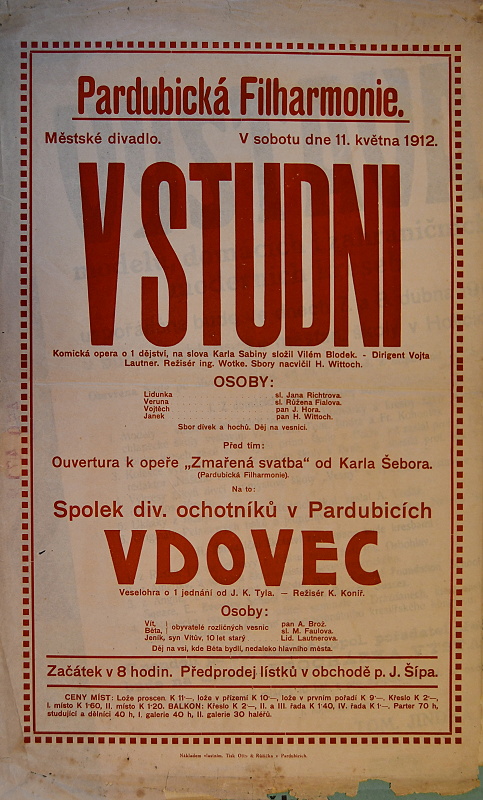 Pardubická Filharmonie.
Městské divadlo. V sobotu dne 11. května 1912.
V STUDNI
Komická opera o 1 dějství, na slova Karla Sabiny složil Vilém Blodek. - Dirigent Vojta
Lautner. Režisér ing. Wotke. Sbory nacvičil H. Wittoch.
OSOBY:
Lidunka sl. Jana Richtrova.
Veruna sl. Růžena Fialova.
Vojtěch pan J. Hora.
Janek pan H. Wittoch.
Sbor dívek a hochů. Děj na vesnici.
Před tím:
Ouvertura k opeře „Zmařená svatba" od Karla Šebora.
(Pardubická Filharmonie).
Na to:
Spolek div. ochotníků v Pardubicích
VDOVEC
Veselohra o 1 jednání od J. K. Tyla. — Režisér K. Koníř.
Osoby:
Vít, obyvatelé rozličných vesnic pan A. Brož.
Běta, sl. M. Faulova.
Jeník, syn Vítův, 10 let starý Lid. Lautnerova.
Děj na vsi, kde Běta bydlí, nedaleko hlavního města.
Začátek v 8 hodin. Předprodej lístků v obchodě p. J. Šípa.
CENY MÍST: Lože proscen. K 11·—, lože v přízemí K 10·—, lože v prvním pořadí K 9·—. Křeslo K 2·—,
I. místo K 1·60, II. místo K 1·20. BALKON: Křeslo K 2·—, II. a III. řada K 1·40, IV. řada K 1·—. Parter 70 h,
studující a dělníci 40 h, I. galerie 40 h, II. galerie 30 haléřů.
Nákladem vlastním. Tisk Otto & Růžička v Pardubicích.